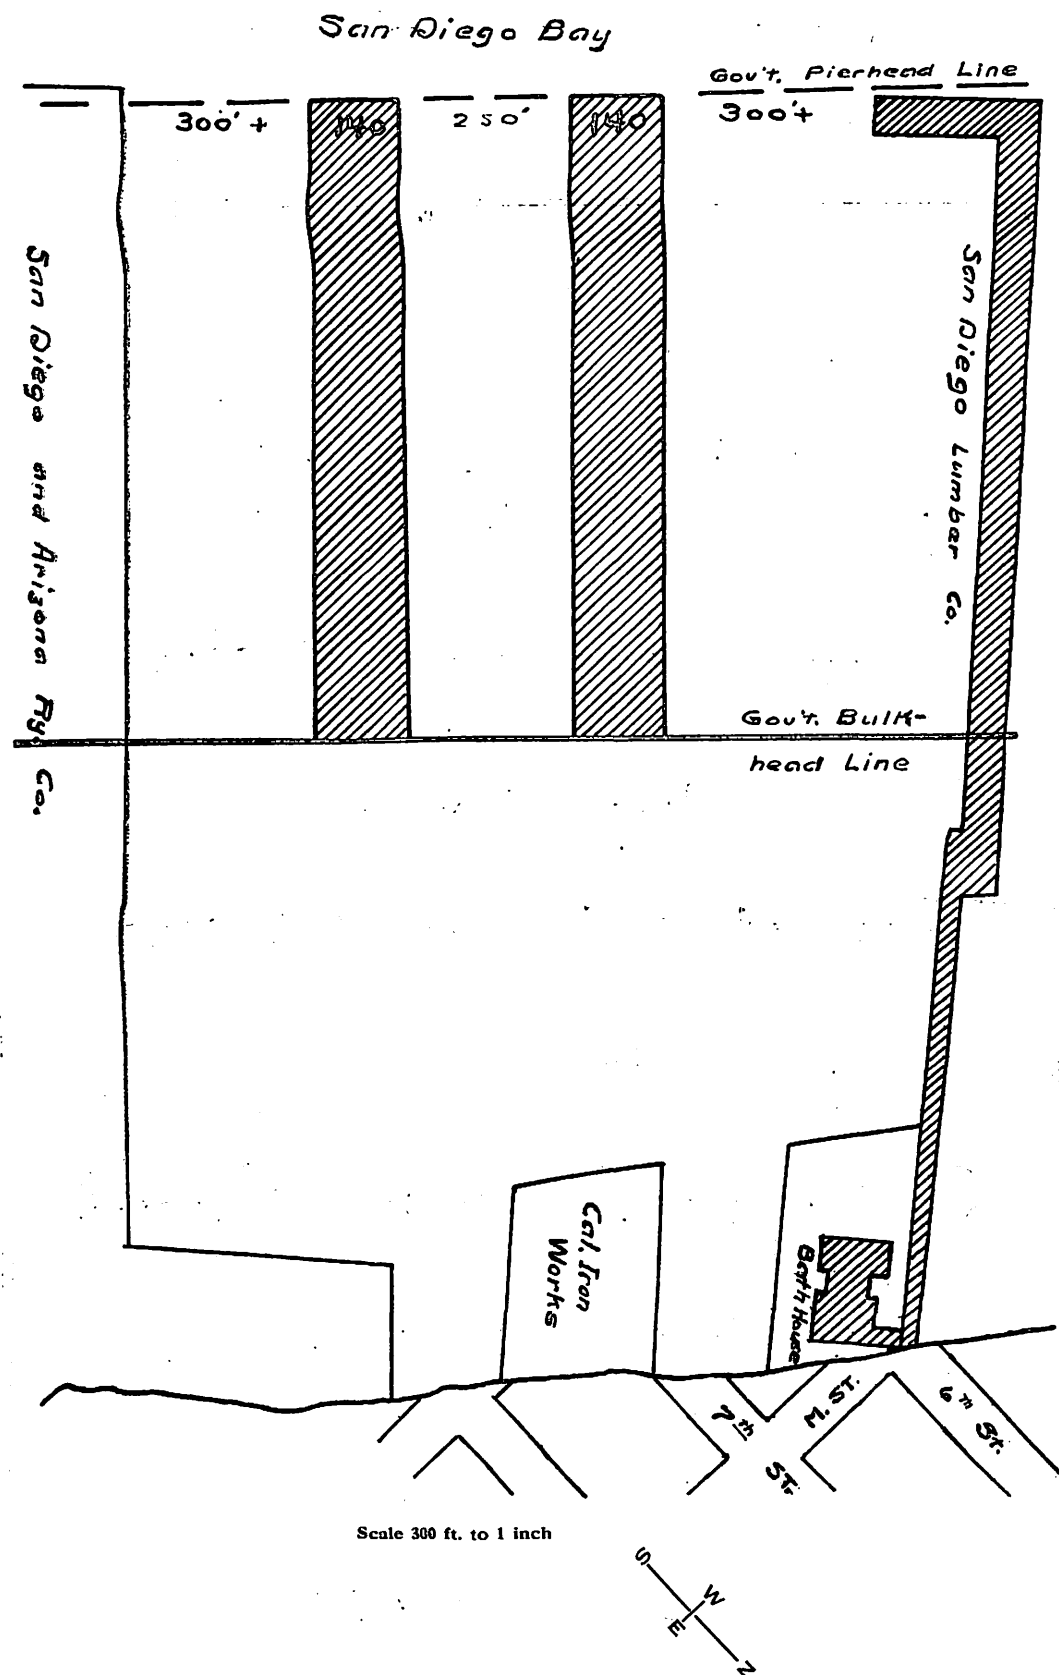 San Diego Bay
Gov't. Pierhead Line
300' +
140
250'
140
300'+
San Diego and Arizona Ry. Co.
San Diego Lumber Co.
Gov't. Bulk-
head Line
Cal. Iron
Works
Bath House
7th
St.
M. St.
6th St.
Scale 300 ft. to 1 inch
S
W
E
N